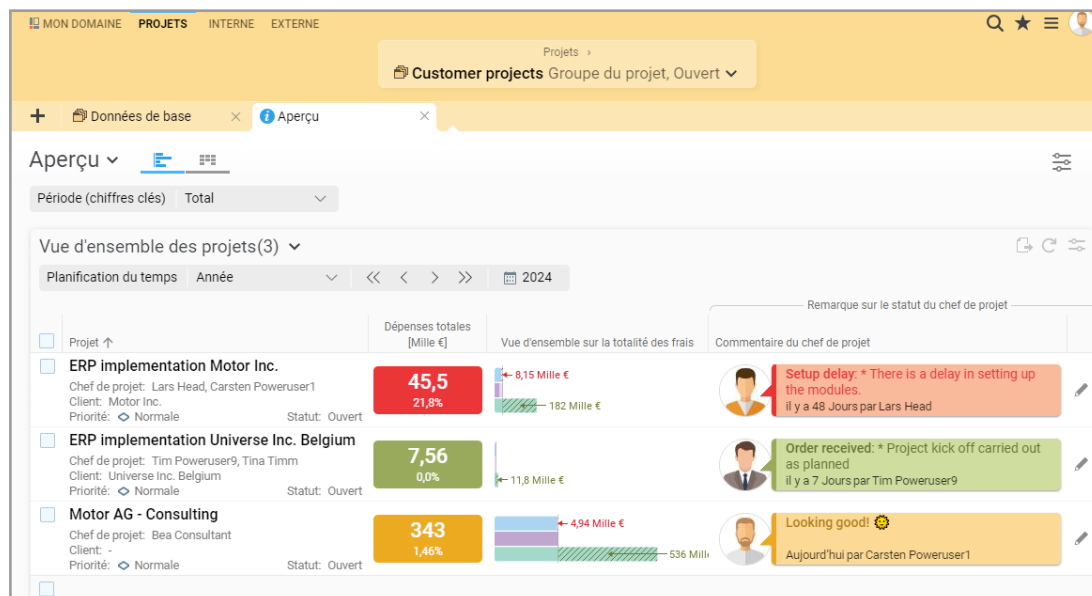 MON DOMAINE PROJETS INTERNE EXTERNE
Projets ›
Customer projects Groupe du projet, Ouvert
Données de base
Aperçu
Aperçu
Période (chiffres clés) Total
Vue d'ensemble des projets(3)
Planification du temps Année 2024
Remarque sur le statut du chef de projet
Dépenses totales
Projet [Mille €] Vue d'ensemble sur la totalité des frais Commentaire du chef de projet
ERP implementation Motor Inc.
Chef de projet: Lars Head, Carsten Poweruser1
Client: Motor Inc.
Priorité: Normale Statut: Ouvert
45,5
21,8%
8,15 Mille €
182 Mille €
Setup delay: * There is a delay in setting up
the modules.
il y a 48 Jours par Lars Head
ERP implementation Universe Inc. Belgium
Chef de projet: Tim Poweruser9, Tina Timm
Client: Universe Inc. Belgium
Priorité: Normale Statut: Ouvert
7,56
0,0%
11,8 Mille €
Order received: * Project kick off carried out
as planned
il y a 7 Jours par Tim Poweruser9
Motor AG - Consulting
Chef de projet: Bea Consultant
Client: -
Priorité: Normale Statut: Ouvert
343
1,46%
4,94 Mille €
536 Mill
Looking good!
Aujourd'hui par Carsten Poweruser1